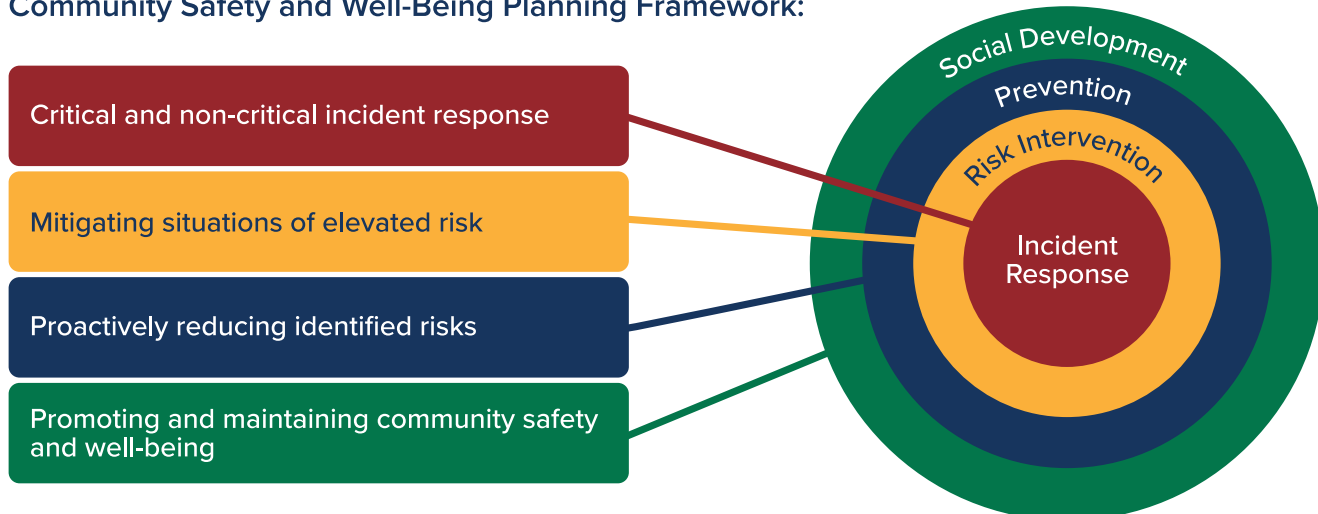 Community Safety and Well-Being Planning Framework:
Critical and non-critical incident response
Mitigating situations of elevated risk
Proactively reducing identified risks
Promoting and maintaining community safety
and well-being
Social Development
Prevention
Risk Intervention
Incident
Response